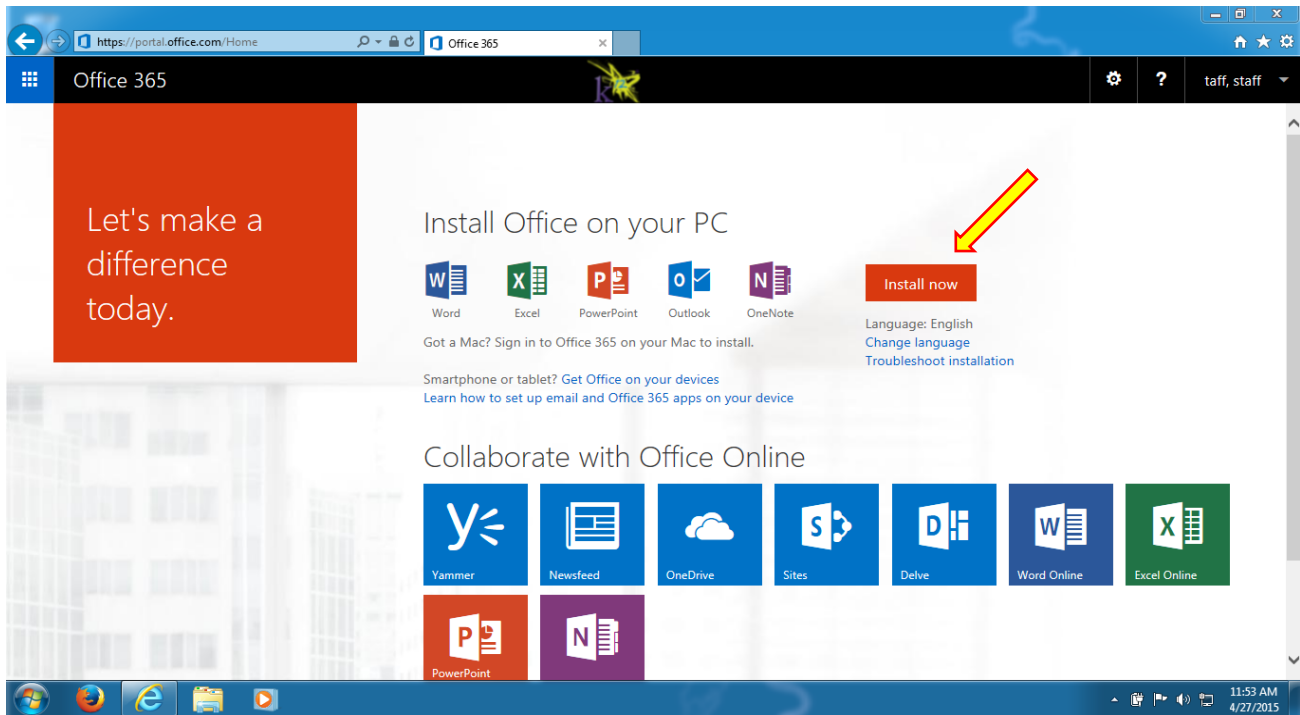 https://portal.office.com/Home
Office 365
Office 365
k
?
taff, staff
Let's make a
difference
today.
Install Office on your PC
Word
Excel
PowerPoint
Outlook
OneNote
Install now
Got a Mac? Sign in to Office 365 on your Mac to install.
Language: English
Change language
Troubleshoot installation
Smartphone or tablet? Get Office on your devices
Learn how to set up email and Office 365 apps on your device
Collaborate with Office Online
Yammer
Newsfeed
OneDrive
Sites
Delve
Word Online
Excel Online
PowerPoint
11:53 AM
4/27/2015